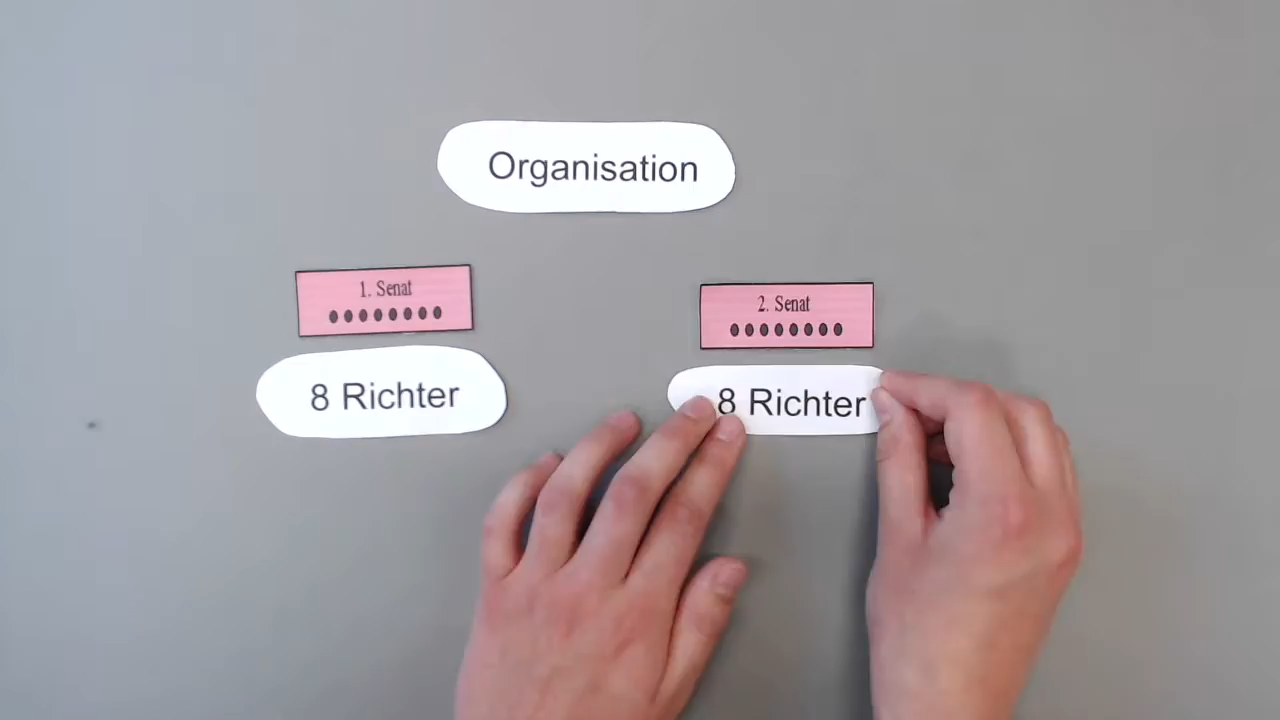 Organisation
1. Senat
8 Richter
2. Senat
8 Richter